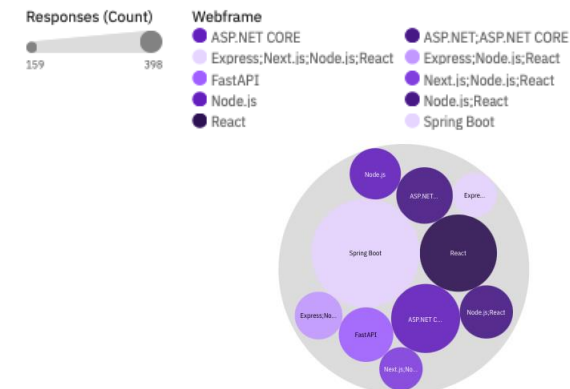 Responses (Count)
159
398
Webframe
ASP.NET CORE
ASP.NET;ASP.NET CORE
Express;Next.js;Node.js;React
Express;Node.js;React
FastAPI
Next.js;Node.js;React
Node.js
Node.js;React
React
Spring Boot
Node.js
ASP.NET...
Expre...
Spring Boot
React
Express;No...
ASP.NET C...
Node.js;React
FastAPI
Next.js;No...